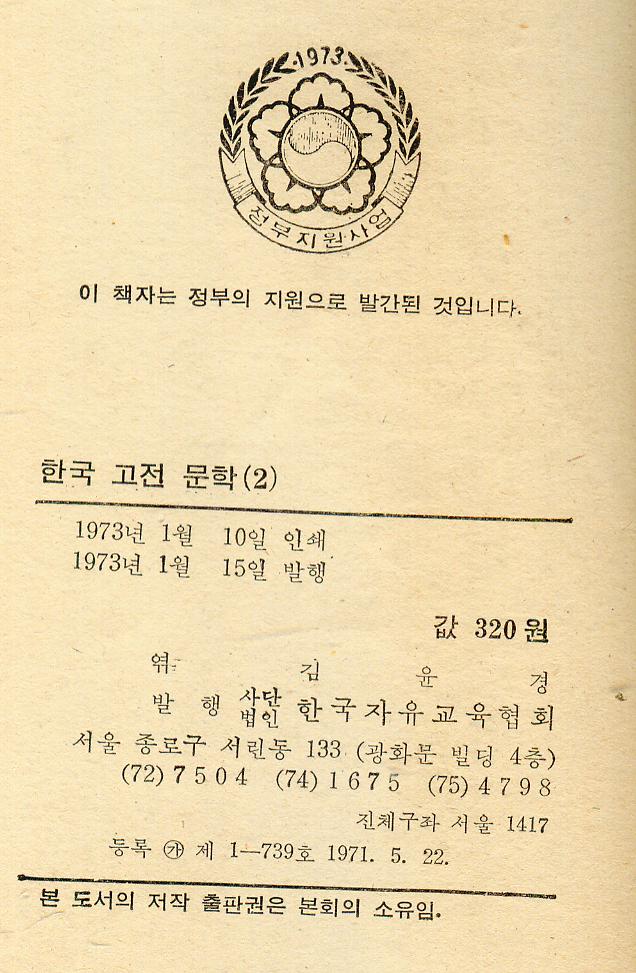 1973
정부지원사업
이 책자는 정부의 지원으로 발간된 것입니다.
한국 고전 문학(2)
1973년 1월 10일 인쇄
1973년 1월 15일 발행
값 320원
엮 김 윤 경
발 행 사단법인 한국자유교육협회
서울 종로구 서린동 133 (광화문 빌딩 4층)
(72)7504 (74)1675 (75)4798
진체구좌 서울 1417
등록 ㉮ 제 1—739호 1971. 5. 22.
본 도서의 저작 출판권은 본회의 소유임.